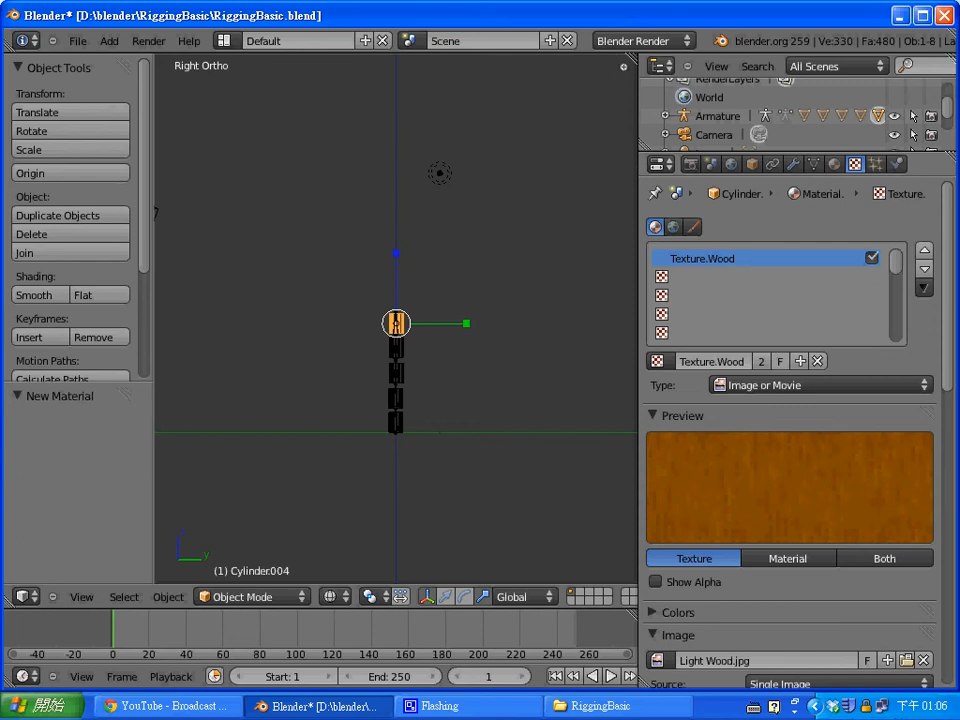 Blender* [D:\blender\RiggingBasic\RiggingBasic.blend]
File Add Render Help Default Scene Blender Render blender.org 259 | Ve:330 | Fa:480 | Ob:1-8 | La
Object Tools
Transform:
Translate
Rotate
Scale
Origin
Object:
Duplicate Objects
Delete
Join
Shading:
Smooth Flat
Keyframes:
Insert Remove
Motion Paths:
Calculate Paths
New Material
Right Ortho
z
y
(1) Cylinder.004
View Select Object Object Mode Global
-40 -20 0 20 40 60 80 100 120 140 160 180 200 220 240 260
View Frame Playback Start: 1 End: 250 1
View Search All Scenes
RenderLayers
World
Armature
Camera
Cylinder. Material. Texture.
Texture.Wood
Texture.Wood 2 F
Type: Image or Movie
Preview
Texture Material Both
Show Alpha
Colors
Image
Light Wood.jpg F
Source: Single Image
開始 YouTube - Broadcast ... Blender* [D:\blender\... Flashing RiggingBasic 下午 01:06